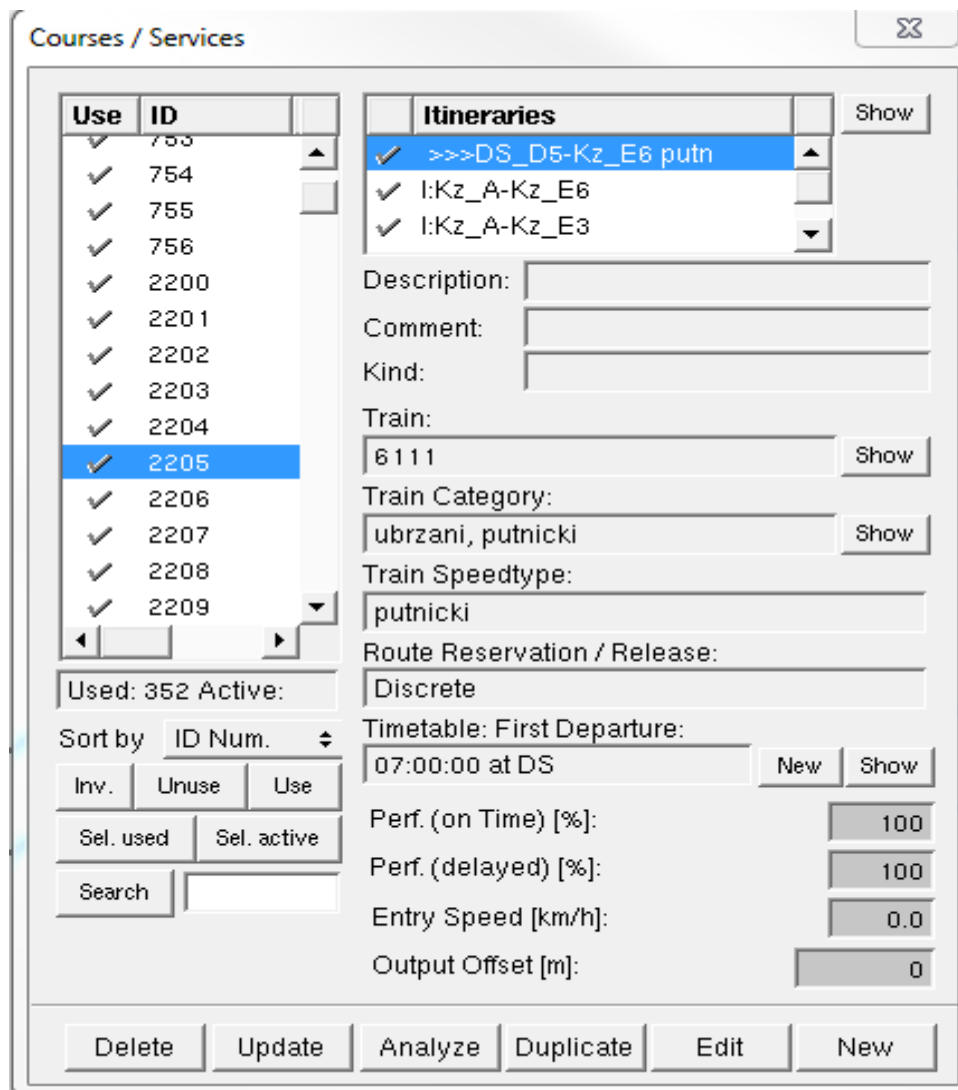 Courses / Services
Use ID
753
754
755
756
2200
2201
2202
2203
2204
2205
2206
2207
2208
2209
Used: 352 Active:
Sort by ID Num.
Inv. Unuse Use
Sel. used Sel. active
Search
Itineraries Show
>>>DS_D5-Kz_E6 putn
I:Kz_A-Kz_E6
I:Kz_A-Kz_E3
Description:
Comment:
Kind:
Train:
6111 Show
Train Category:
ubrzani, putnicki Show
Train Speedtype:
putnicki
Route Reservation / Release:
Discrete
Timetable: First Departure:
07:00:00 at DS New Show
Perf. (on Time) [%]: 100
Perf. (delayed) [%]: 100
Entry Speed [km/h]: 0.0
Output Offset [m]: 0
Delete Update Analyze Duplicate Edit New